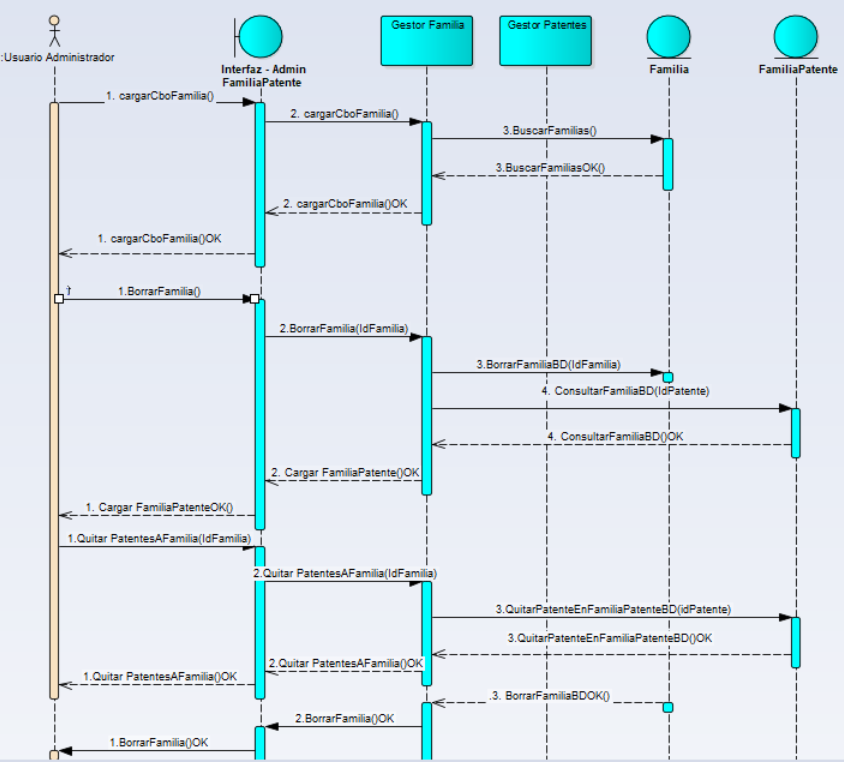 Gestor Familia
Gestor Patentes
:Usuario Administrador
Interfaz - Admin
FamiliaPatente
Familia
FamiliaPatente
1. cargarCboFamilia()
2. cargarCboFamilia()
3.BuscarFamilias()
3.BuscarFamiliasOK()
2. cargarCboFamilia()OK
1. cargarCboFamilia()OK
1.BorrarFamilia()
2.BorrarFamilia(IdFamilia)
3.BorrarFamiliaBD(IdFamilia)
4. ConsultarFamiliaBD(IdPatente)
4. ConsultarFamiliaBD()OK
2. Cargar FamiliaPatente()OK
1. Cargar FamiliaPatenteOK()
1.Quitar PatentesAFamilia(IdFamilia)
2.Quitar PatentesAFamilia(IdFamilia)
3.QuitarPatenteEnFamiliaPatenteBD(idPatente)
3.QuitarPatenteEnFamiliaPatenteBD()OK
2.Quitar PatentesAFamilia()OK
1.Quitar PatentesAFamilia()OK
.3. BorrarFamiliaBDOK()
2.BorrarFamilia()OK
1.BorrarFamilia()OK